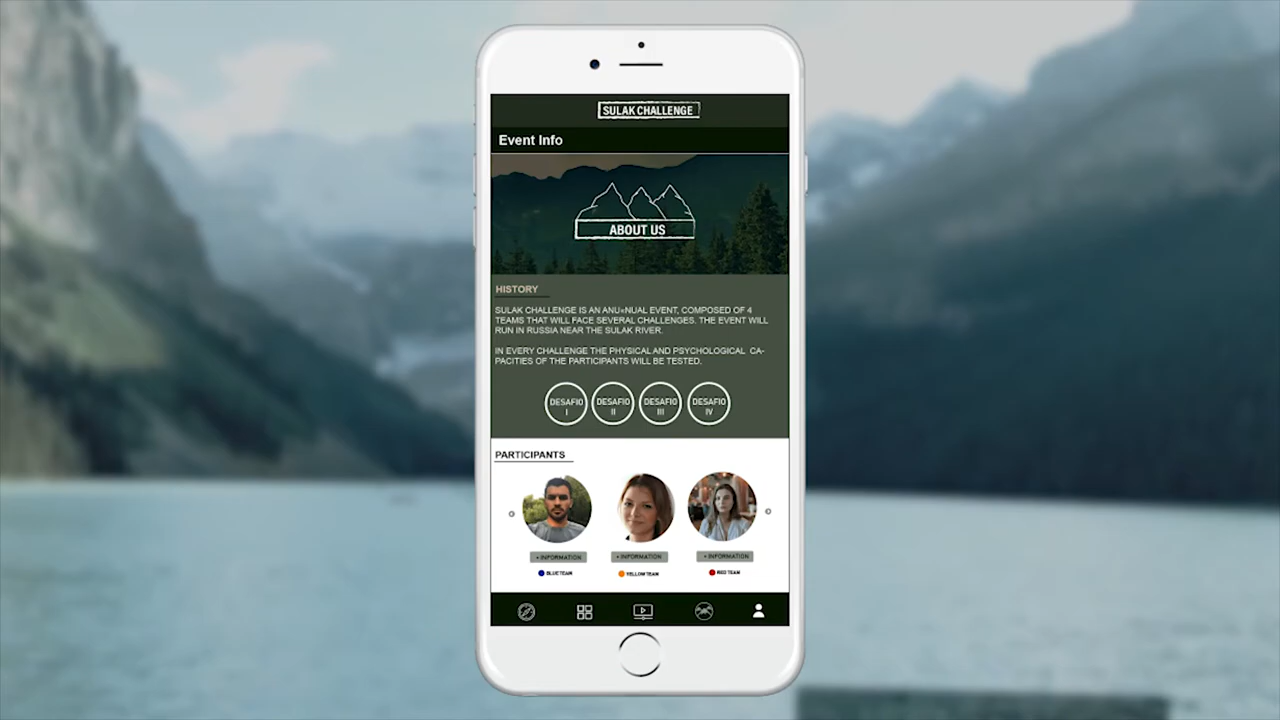 SULAK CHALLENGE
Event Info
ABOUT US
HISTORY
SULAK CHALLENGE IS AN ANU»NUAL EVENT, COMPOSED OF 4
TEAMS THAT WILL FACE SEVERAL CHALLENGES. THE EVENT WILL
RUN IN RUSSIA NEAR THE SULAK RIVER.
IN EVERY CHALLENGE THE PHYSICAL AND PSYCHOLOGICAL CA-
PACITIES OF THE PARTICIPANTS WILL BE TESTED.
DESAFIO
I
DESAFIO
II
DESAFIO
III
DESAFIO
IV
PARTICIPANTS
+ INFORMATION
+ INFORMATION
+ INFORMATION
BLUE TEAM
YELLOW TEAM
RED TEAM